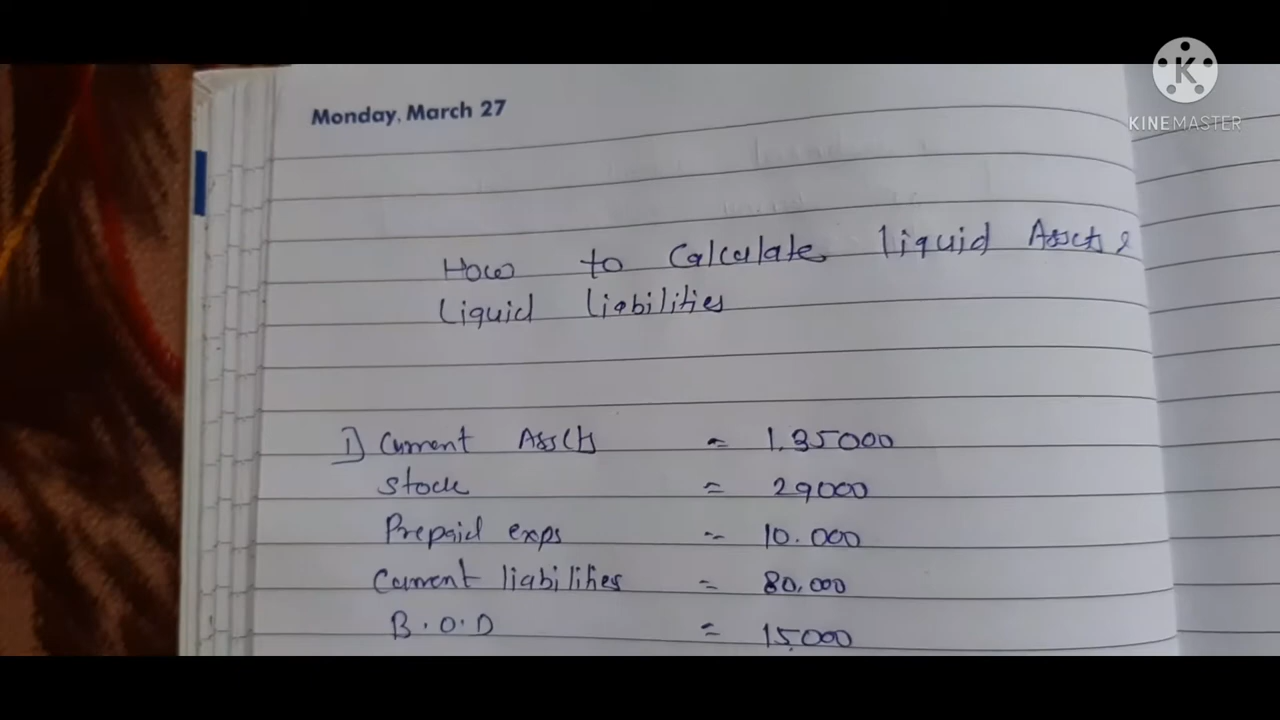 KINEMASTER
Monday, March 27
How to Calculate liquid Assets &
Liquid liabilities
1) Current Assets = 1.35000
Stock = 29000
Prepaid exps = 10.000
Current liabilities = 80.000
B.O.D = 15,000